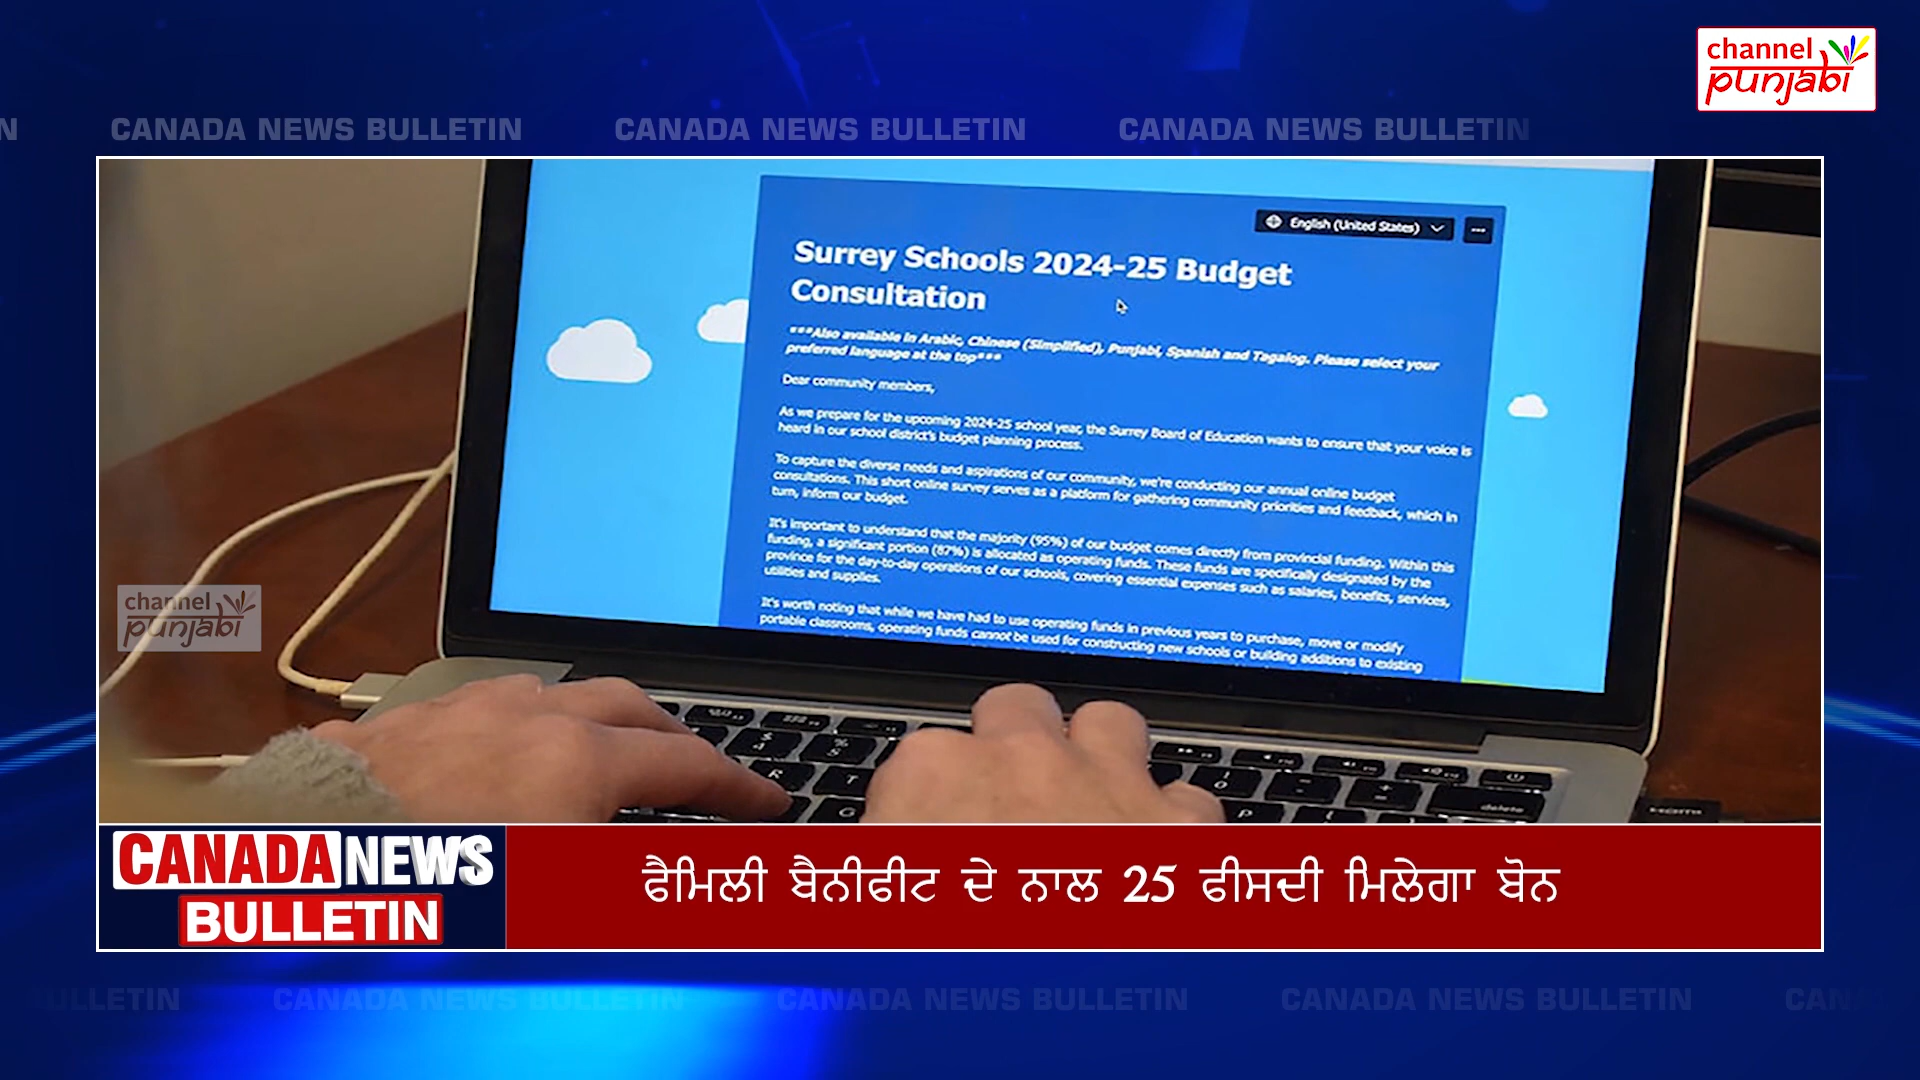 channel
punjabi
N CANADA NEWS BULLETIN CANADA NEWS BULLETIN CANADA NEWS BULLETIN
English (United States)
Surrey Schools 2024-25 Budget
Consultation
***Also available in Arabic, Chinese (Simplified), Punjabi, Spanish and Tagalog. Please select your
preferred language at the top***
Dear community members,
As we prepare for the upcoming 2024-25 school year, the Surrey Board of Education wants to ensure that your voice is
heard in our school district's budget planning process.
To capture the diverse needs and aspirations of our community, we're conducting our annual online budget
consultations. This short online survey serves as a platform for gathering community priorities and feedback, which in
turn, inform our budget.
It's important to understand that the majority (95%) of our budget comes directly from provincial funding. Within this
funding, a significant portion (87%) is allocated as operating funds. These funds are specifically designated by the
province for the day-to-day operations of our schools, covering essential expenses such as salaries, benefits, services,
utilities and supplies.
It's worth noting that while we have had to use operating funds in previous years to purchase, move or modify
portable classrooms, operating funds cannot be used for constructing new schools or building additions to existing
channel
punjabi
delete
CANADA NEWS
BULLETIN
ਫੈਮਿਲੀ ਬੈਨੀਫੀਟ ਦੇ ਨਾਲ 25 ਫੀਸਦੀ ਮਿਲੇਗਾ ਬੋਨ
ULLETIN CANADA NEWS BULLETIN CANADA NEWS BULLETIN CANADA NEWS BULLETIN CAN